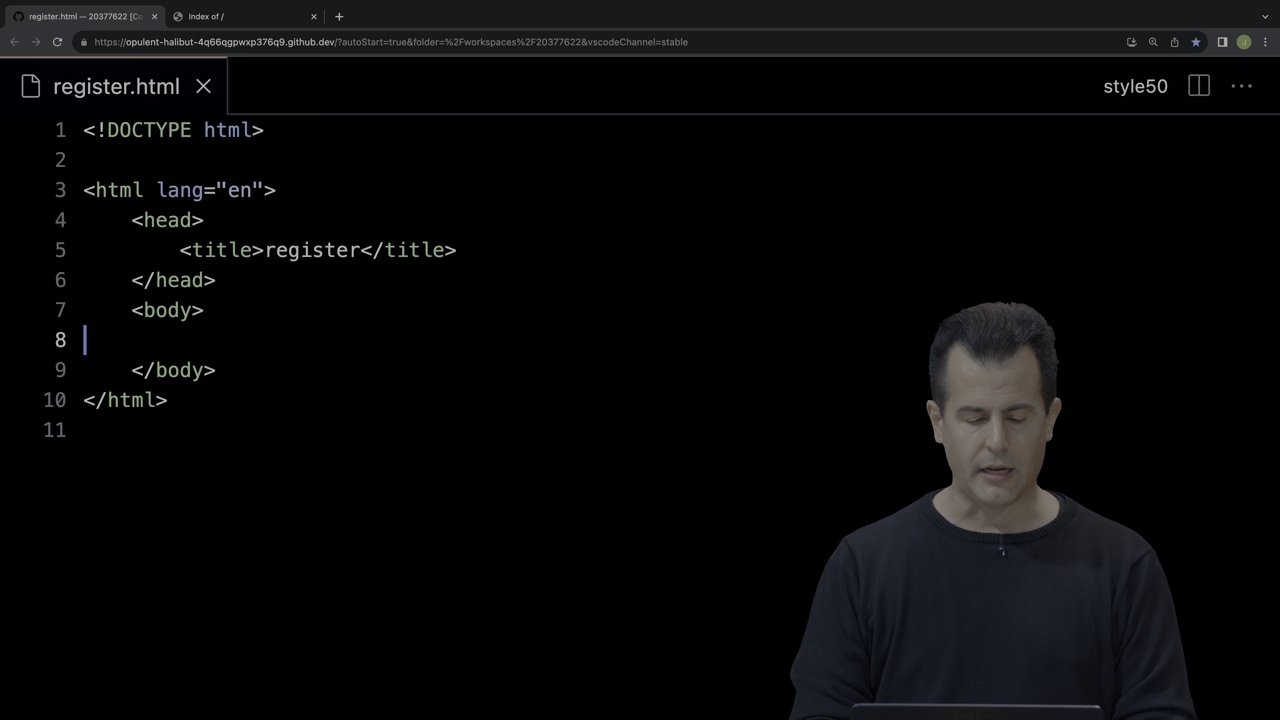 register.html — 20377622 [Co
Index of /
https://opulent-halibut-4q66qgpwxp376q9.github.dev/?autoStart=true&folder=%2Fworkspaces%2F20377622&vscodeChannel=stable
J
register.html
style50
1 <!DOCTYPE html>
2
3 <html lang="en">
4 <head>
5 <title>register</title>
6 </head>
7 <body>
8
9 </body>
10 </html>
11